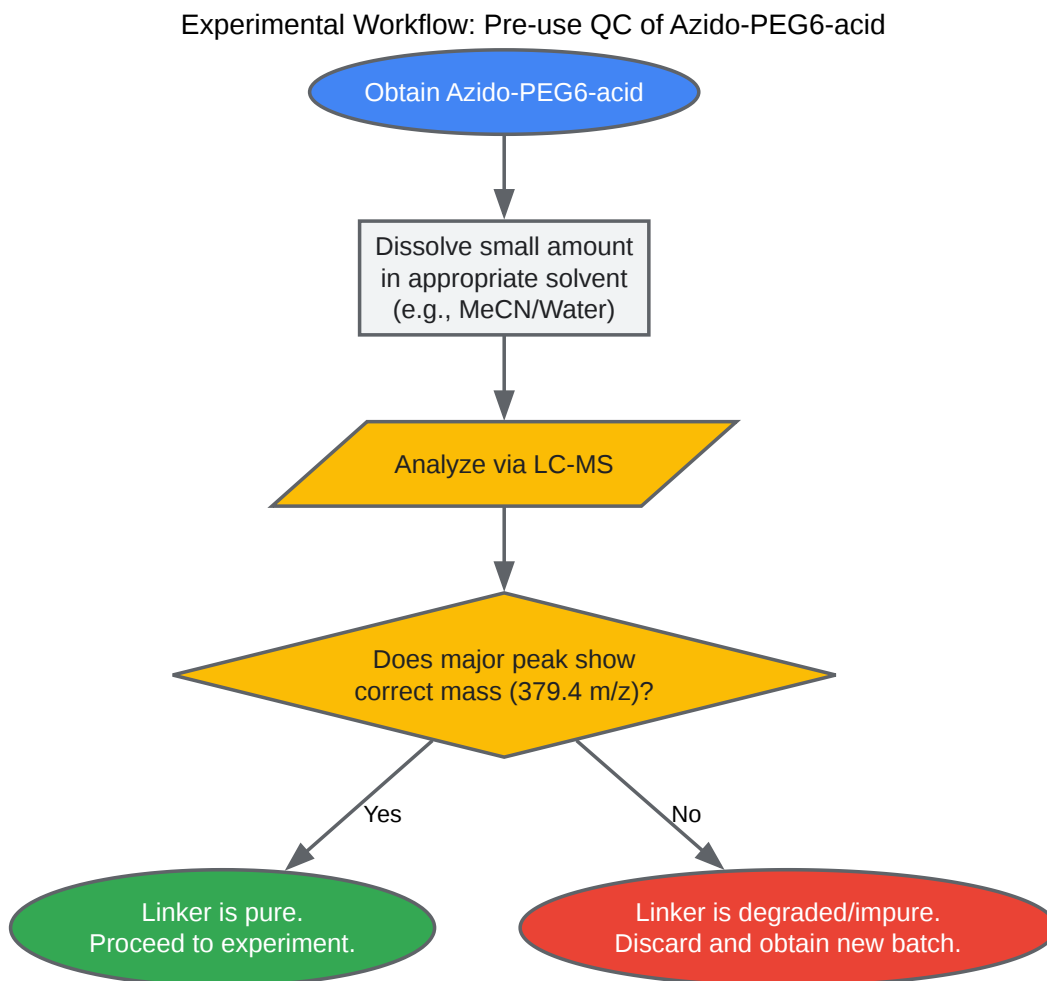 Experimental Workflow: Pre-use QC of Azido-PEG6-acid
Obtain Azido-PEG6-acid
Dissolve small amount
in appropriate solvent
(e.g., MeCN/Water)
Analyze via LC-MS
Does major peak show
correct mass (379.4 m/z)?
Yes
No
Linker is pure.
Proceed to experiment.
Linker is degraded/impure.
Discard and obtain new batch.